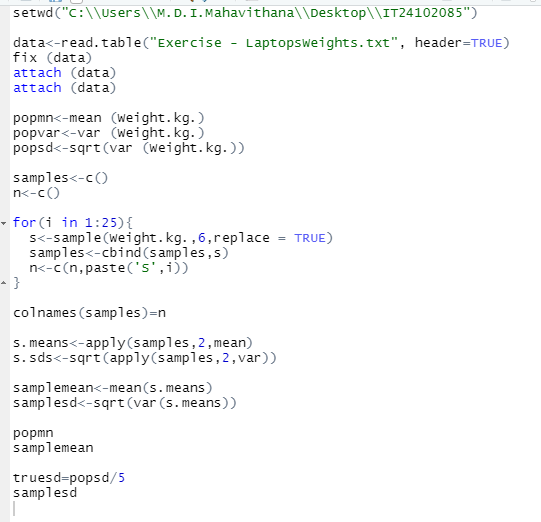 setwd("C:\\Users\\M.D.I.Mahavithana\\Desktop\\IT24102085")
data<-read.table("Exercise - LaptopsWeights.txt", header=TRUE)
fix (data)
attach (data)
attach (data)
popmn<-mean (Weight.kg.)
popvar<-var (Weight.kg.)
popsd<-sqrt(var (Weight.kg.))
samples<-c()
n<-c()
for(i in 1:25){
  s<-sample(Weight.kg.,6,replace = TRUE)
  samples<-cbind(samples,s)
  n<-c(n,paste('S',i))
}
colnames(samples)=n
s.means<-apply(samples,2,mean)
s.sds<-sqrt(apply(samples,2,var))
samplemean<-mean(s.means)
samplesd<-sqrt(var(s.means))
popmn
samplemean
truesd=popsd/5
samplesd